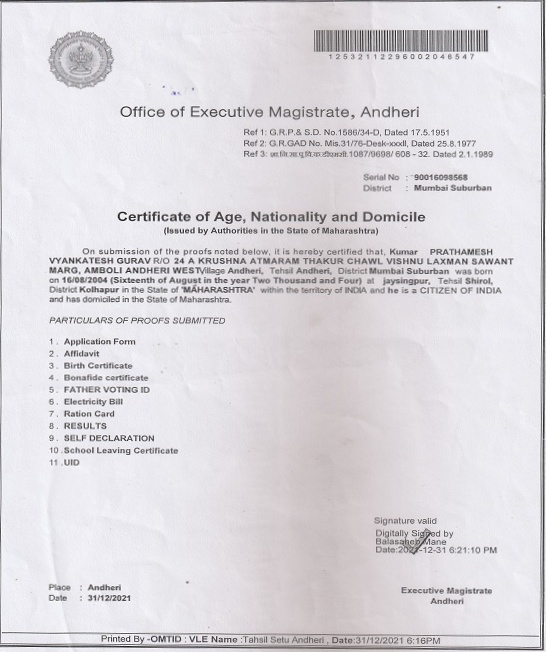 12532112296002046547
Office of Executive Magistrate, Andheri
Ref 1: G.R.P.& S.D. No.1586/34-D, Dated 17.5.1951
Ref 2: G.R.GAD No. Mis.31/76-Desk-xxxII, Dated 25.8.1977
Ref 3: 1087/9698/ 608 - 32. Dated 2.1.1989
Serial No : 90016098568
District : Mumbai Suburban
Certificate of Age, Nationality and Domicile
(Issued by Authorities in the State of Maharashtra)
On submission of the proofs noted below, it is hereby certified that, Kumar PRATHAMESH
VYANKATESH GURAV R/O 24 A KRUSHNA ATMARAM THAKUR CHAWL VISHNU LAXMAN SAWANT
MARG, AMBOLI ANDHERI WESTVillage Andheri, Tehsil Andheri, District Mumbai Suburban was born
on 16/08/2004 (Sixteenth of August in the year Two Thousand and Four) at jaysingpur, Tehsil Shirol,
District Kolhapur in the State of 'MAHARASHTRA' within the territory of INDIA and he is a CITIZEN OF INDIA
and has domiciled in the State of Maharashtra.
PARTICULARS OF PROOFS SUBMITTED
1 . Application Form
2 . Affidavit
3 . Birth Certificate
4 . Bonafide certificate
5 . FATHER VOTING ID
6 . Electricity Bill
7 . Ration Card
8 . RESULTS
9 . SELF DECLARATION
10 .School Leaving Certificate
11 .UID
Signature valid
Digitally Signed by
Balasaheb Mane
Date:2021-12-31 6:21:10 PM
Place : Andheri
Date : 31/12/2021
Executive Magistrate
Andheri
Printed By -OMTID : VLE Name :Tahsil Setu Andheri , Date:31/12/2021 6:16PM